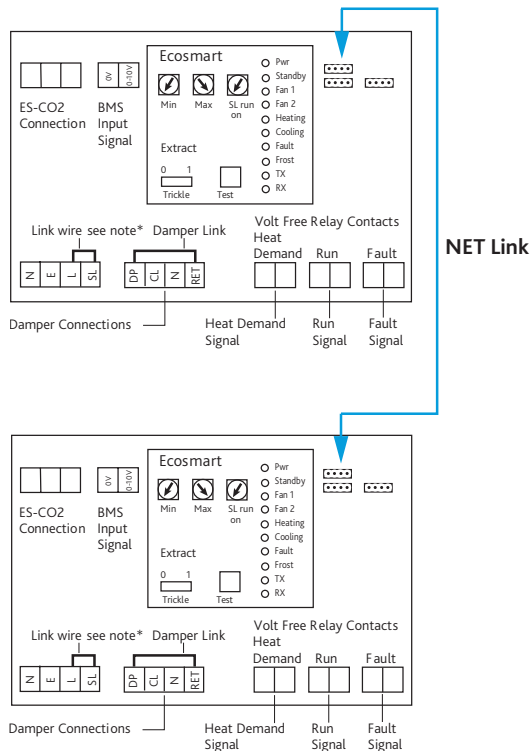 Ecosmart
Min Max SL run
on
Extract
0 1
Trickle Test
Pwr
Standby
Fan 1
Fan 2
Heating
Cooling
Fault
Frost
TX
RX
0V 0-10V
ES-CO2
Connection
BMS
Input
Signal
Link wire see note* Damper Link
N E L SL
DP CL N RET
Volt Free Relay Contacts
Heat
Demand Run Fault
Damper Connections
Heat Demand
Signal
Run
Signal
Fault
Signal
NET Link
Ecosmart
Min Max SL run
on
Extract
0 1
Trickle Test
Pwr
Standby
Fan 1
Fan 2
Heating
Cooling
Fault
Frost
TX
RX
0V 0-10V
ES-CO2
Connection
BMS
Input
Signal
Link wire see note* Damper Link
N E L SL
DP CL N RET
Volt Free Relay Contacts
Heat
Demand Run Fault
Damper Connections
Heat Demand
Signal
Run
Signal
Fault
Signal